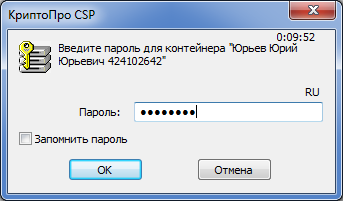 КриптоПро CSP
0:09:52
Введите пароль для контейнера "Юрьев Юрий
Юрьевич 424102642"
RU
Пароль: ●●●●●●●●
Запомнить пароль
OK Отмена